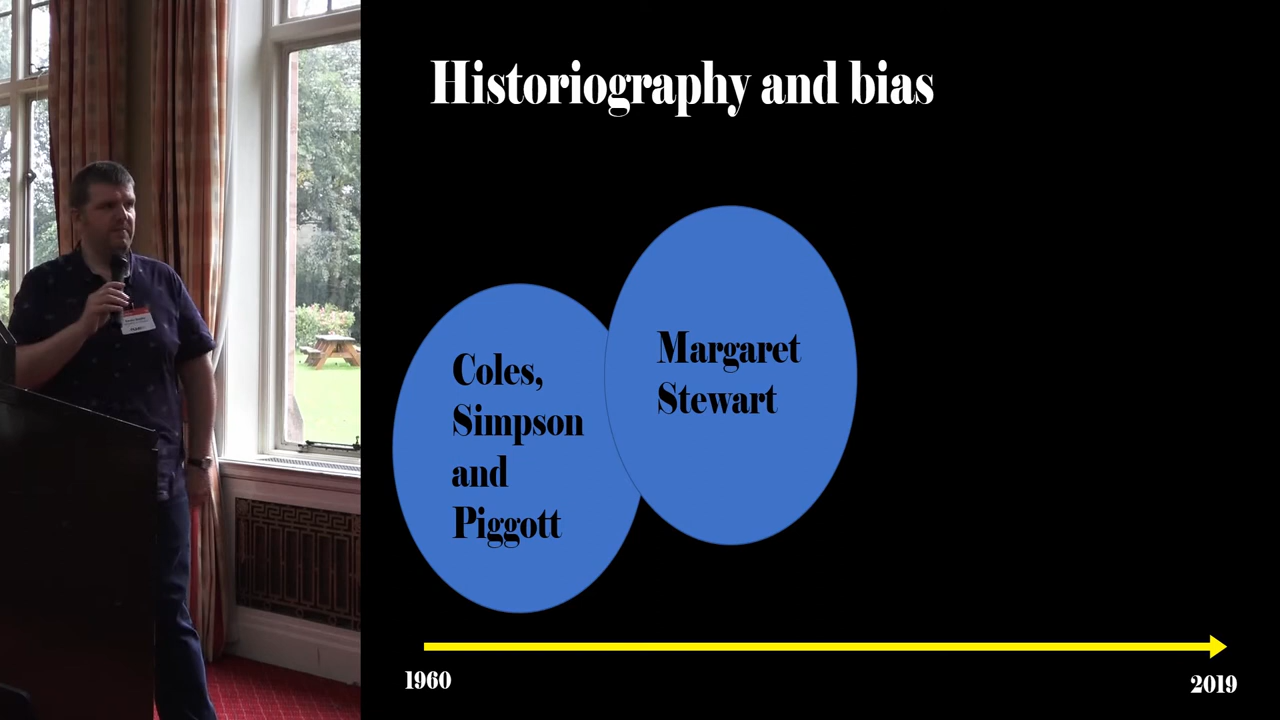 Historiography and bias
Coles,
Simpson
and
Piggott
Margaret
Stewart
1960
2019